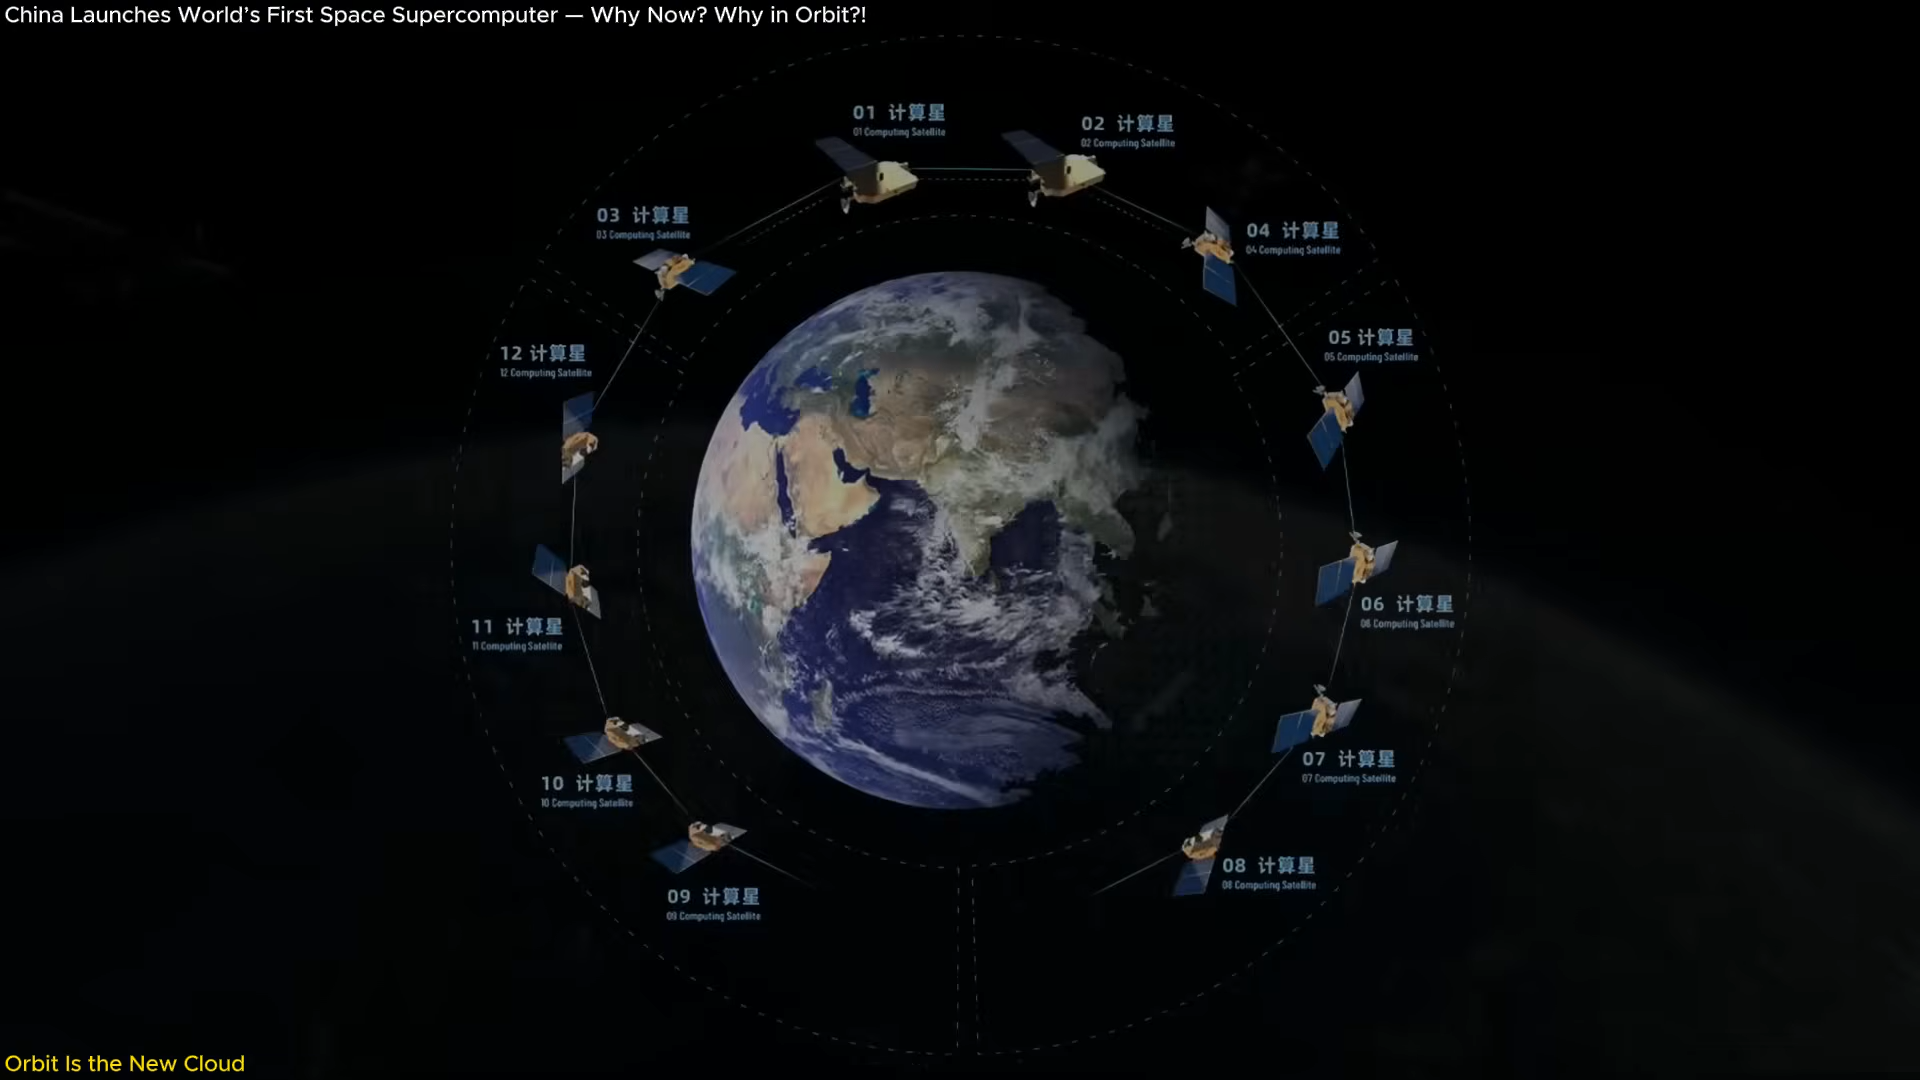 China Launches World’s First Space Supercomputer — Why Now? Why in Orbit?!
01 计算星
01 Computing Satellite
02 计算星
02 Computing Satellite
03 计算星
03 Computing Satellite
04 计算星
04 Computing Satellite
05 计算星
05 Computing Satellite
12 计算星
12 Computing Satellite
06 计算星
06 Computing Satellite
11 计算星
11 Computing Satellite
07 计算星
07 Computing Satellite
10 计算星
10 Computing Satellite
08 计算星
08 Computing Satellite
09 计算星
09 Computing Satellite
Orbit Is the New Cloud